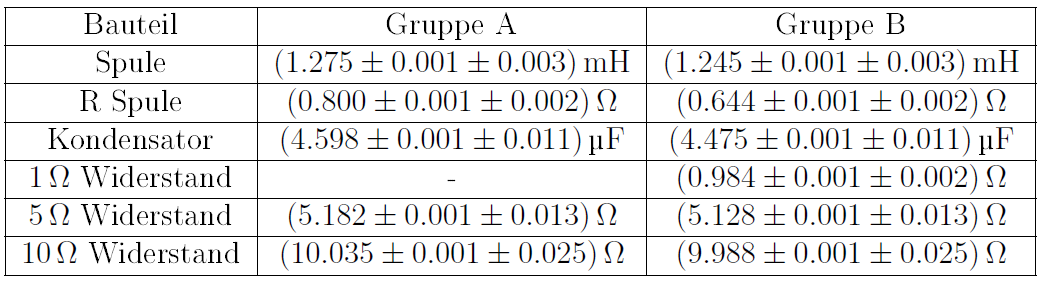 Bauteil Gruppe A Gruppe B
Spule (1.275 ± 0.001 ± 0.003) mH (1.245 ± 0.001 ± 0.003) mH
R Spule (0.800 ± 0.001 ± 0.002) Ω (0.644 ± 0.001 ± 0.002) Ω
Kondensator (4.598 ± 0.001 ± 0.011) µF (4.475 ± 0.001 ± 0.011) µF
1 Ω Widerstand - (0.984 ± 0.001 ± 0.002) Ω
5 Ω Widerstand (5.182 ± 0.001 ± 0.013) Ω (5.128 ± 0.001 ± 0.013) Ω
10 Ω Widerstand (10.035 ± 0.001 ± 0.025) Ω (9.988 ± 0.001 ± 0.025) Ω